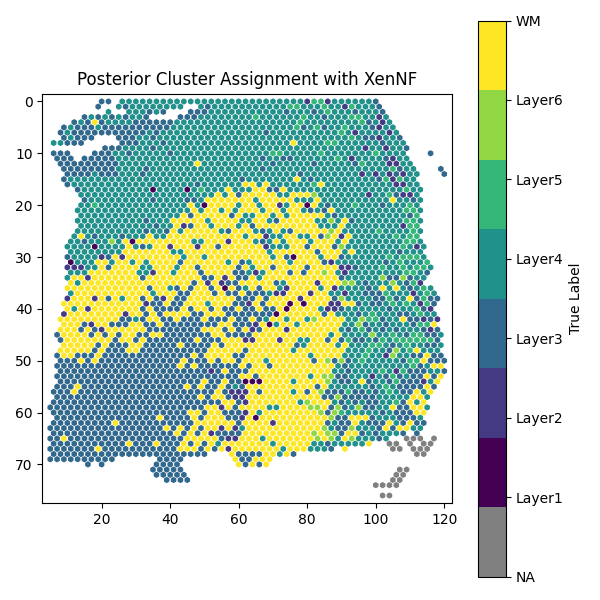 Posterior Cluster Assignment with XenNF
0
10
20
30
40
50
60
70
20
40
60
80
100
120
WM
Layer6
Layer5
Layer4
Layer3
Layer2
Layer1
NA
True Label